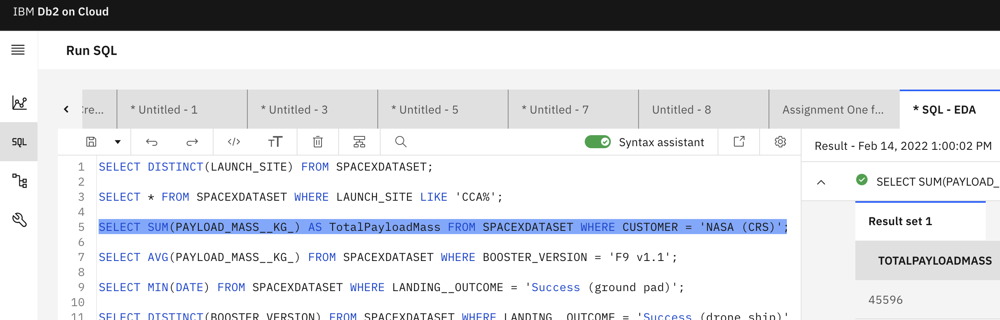 IBM Db2 on Cloud
Run SQL
* Untitled - 1
* Untitled - 3
* Untitled - 5
* Untitled - 7
Untitled - 8
Assignment One f...
* SQL - EDA
SQL
</>
TT
Syntax assistant
Result - Feb 14, 2022 1:00:02 PM
1 SELECT DISTINCT(LAUNCH_SITE) FROM SPACEXDATASET;
2
3 SELECT * FROM SPACEXDATASET WHERE LAUNCH_SITE LIKE 'CCA%';
4
5 SELECT SUM(PAYLOAD_MASS__KG_) AS TotalPayloadMass FROM SPACEXDATASET WHERE CUSTOMER = 'NASA (CRS)';
6
7 SELECT AVG(PAYLOAD_MASS__KG_) FROM SPACEXDATASET WHERE BOOSTER_VERSION = 'F9 v1.1';
8
9 SELECT MIN(DATE) FROM SPACEXDATASET WHERE LANDING__OUTCOME = 'Success (ground pad)';
10
11 SELECT DISTINCT(BOOSTER_VERSION) FROM SPACEXDATASET WHERE LANDING__OUTCOME = 'Success (drone ship)'
SELECT SUM(PAYLOAD_
Result set 1
TOTALPAYLOADMASS
45596